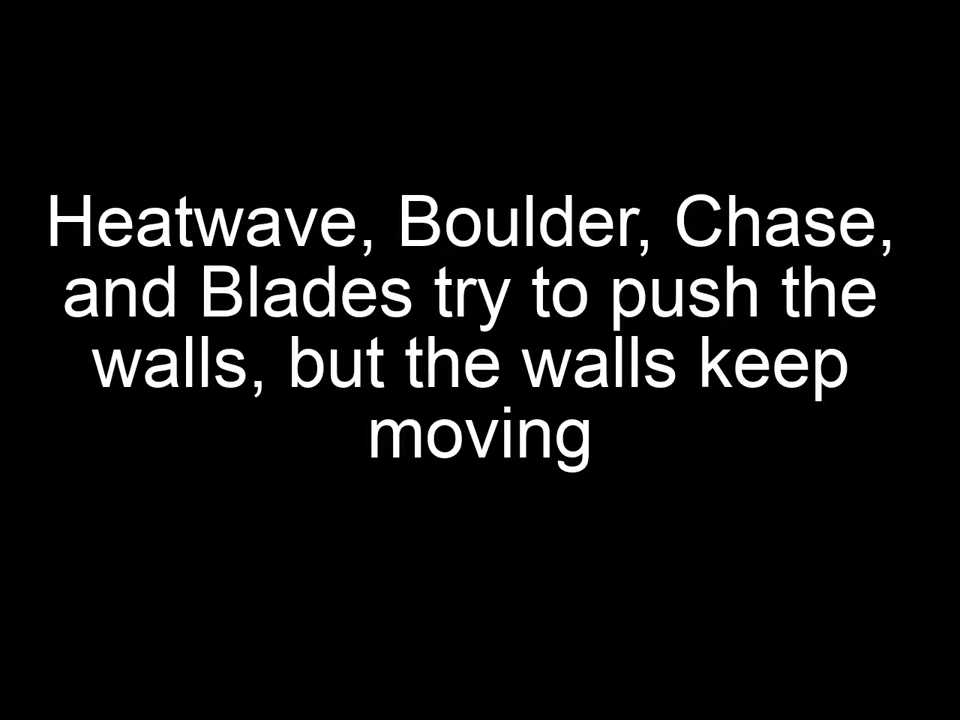 Heatwave, Boulder, Chase,
and Blades try to push the
walls, but the walls keep
moving